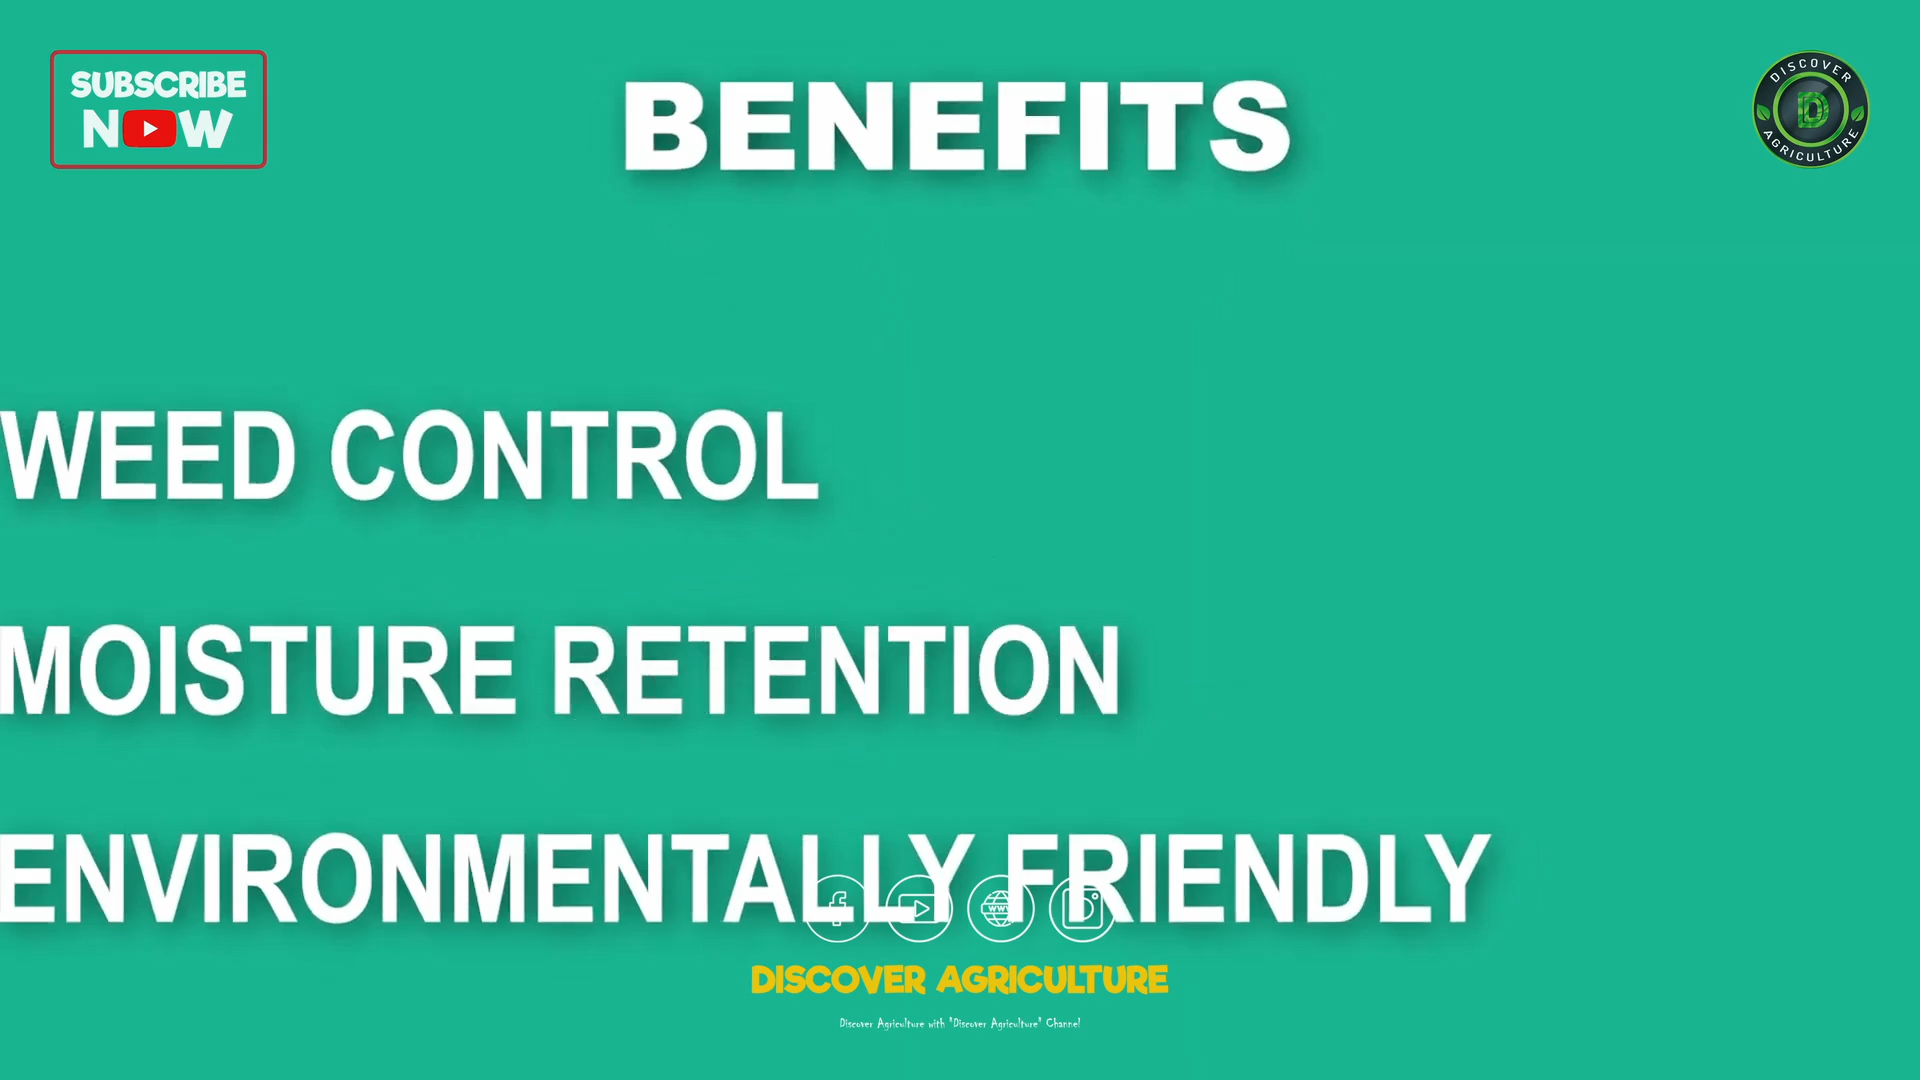 SUBSCRIBE
NOW
BENEFITS
DISCOVER
D
AGRICULTURE
WEED CONTROL
MOISTURE RETENTION
ENVIRONMENTALLY FRIENDLY
f
WWW
DISCOVER AGRICULTURE
Discover Agriculture with "Discover Agriculture" Channel